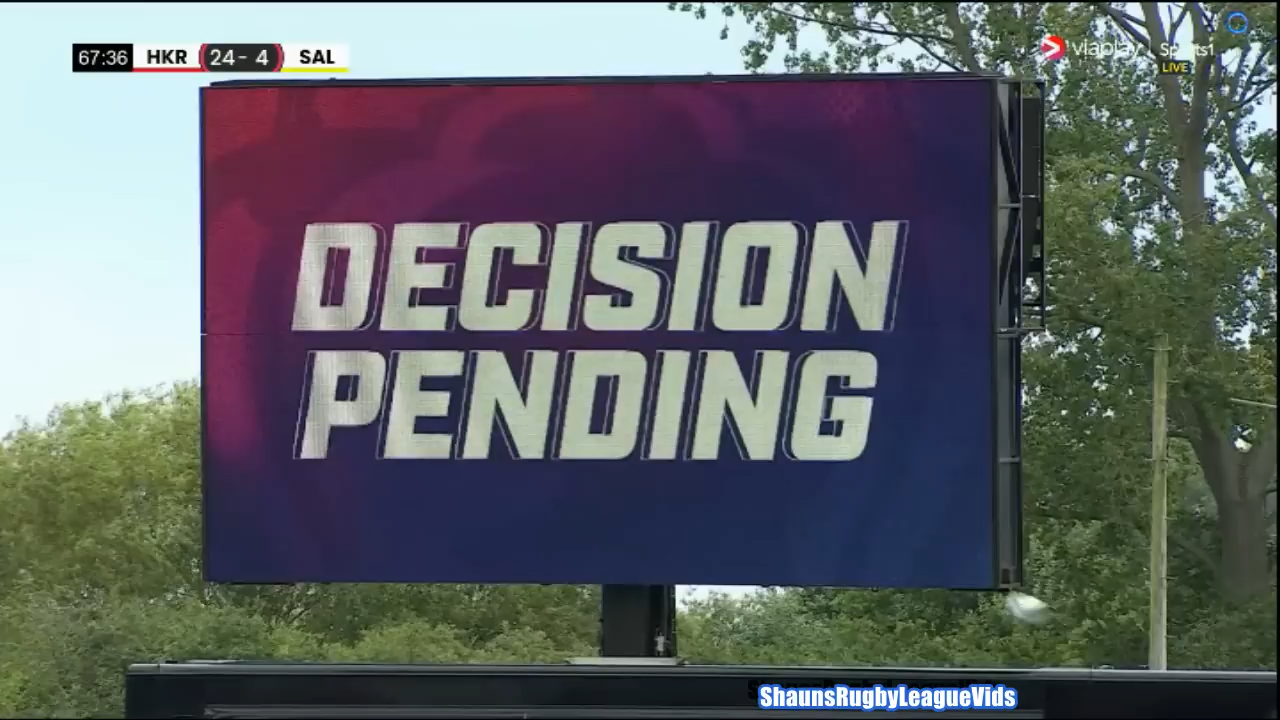 67:36 HKR 24 - 4 SAL
viaplay | Sports1
LIVE
DECISION
PENDING
ShaunsRugbyLeagueVids